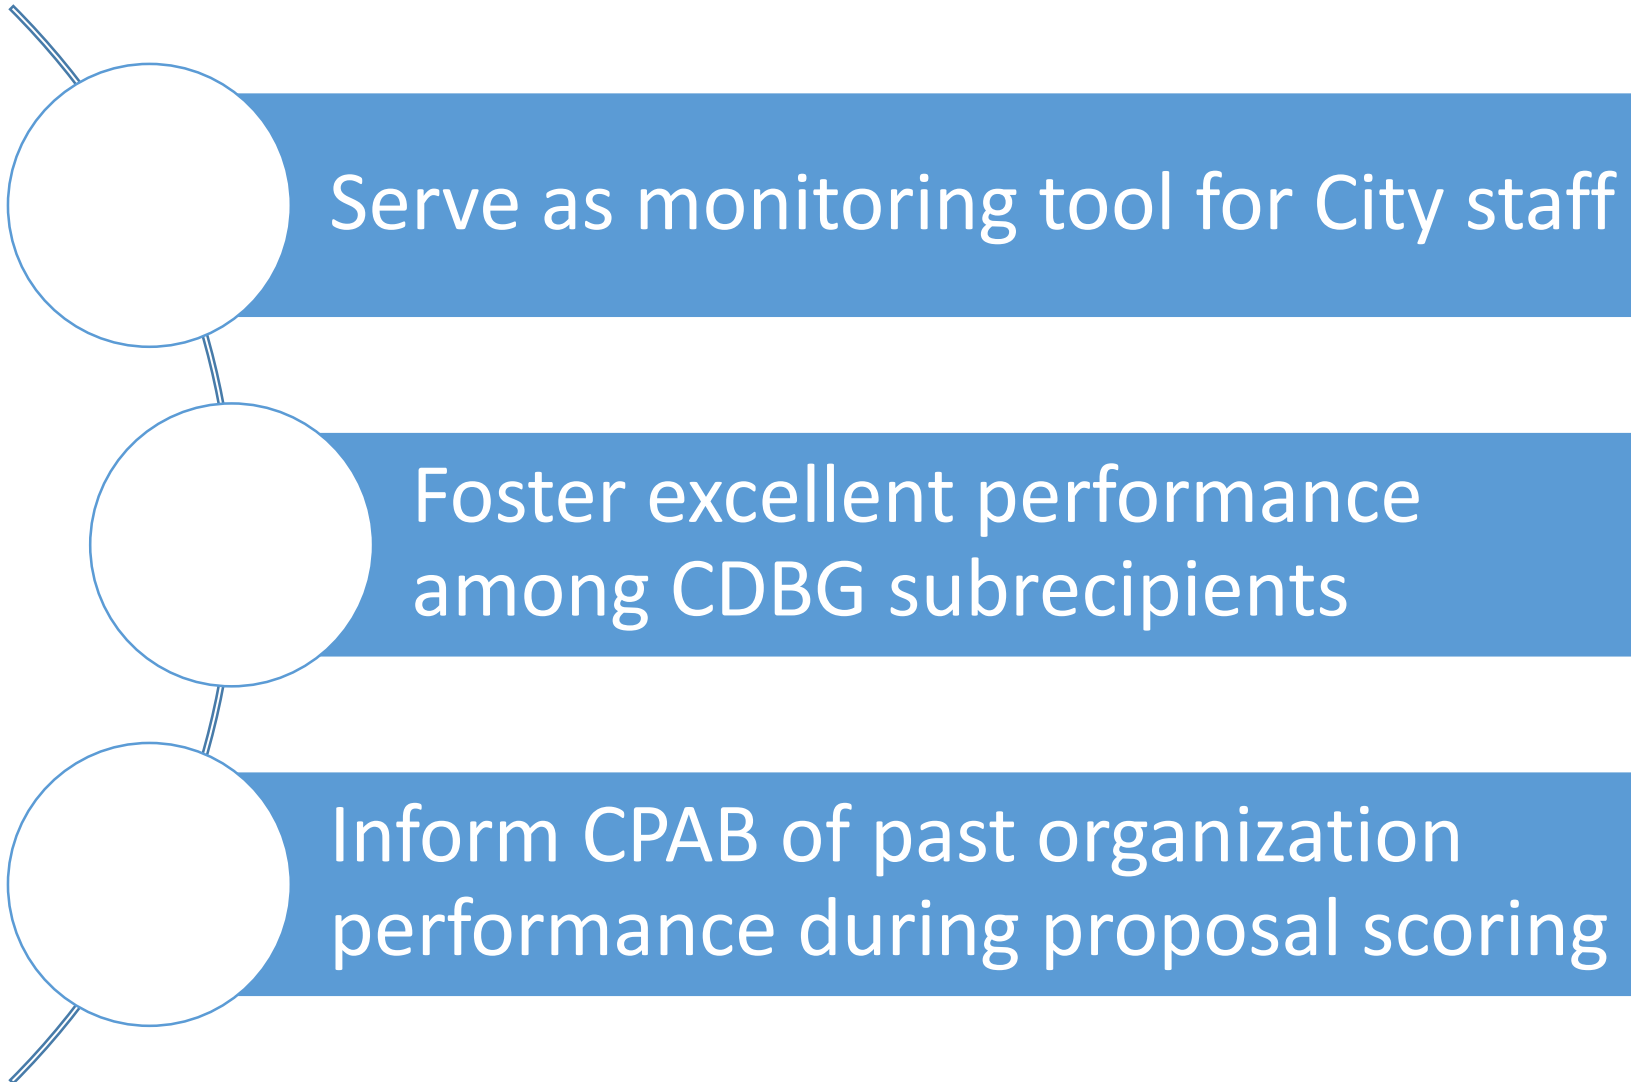 Serve as monitoring tool for City staff
Foster excellent performance
among CDBG subrecipients
Inform CPAB of past organization
performance during proposal scoring